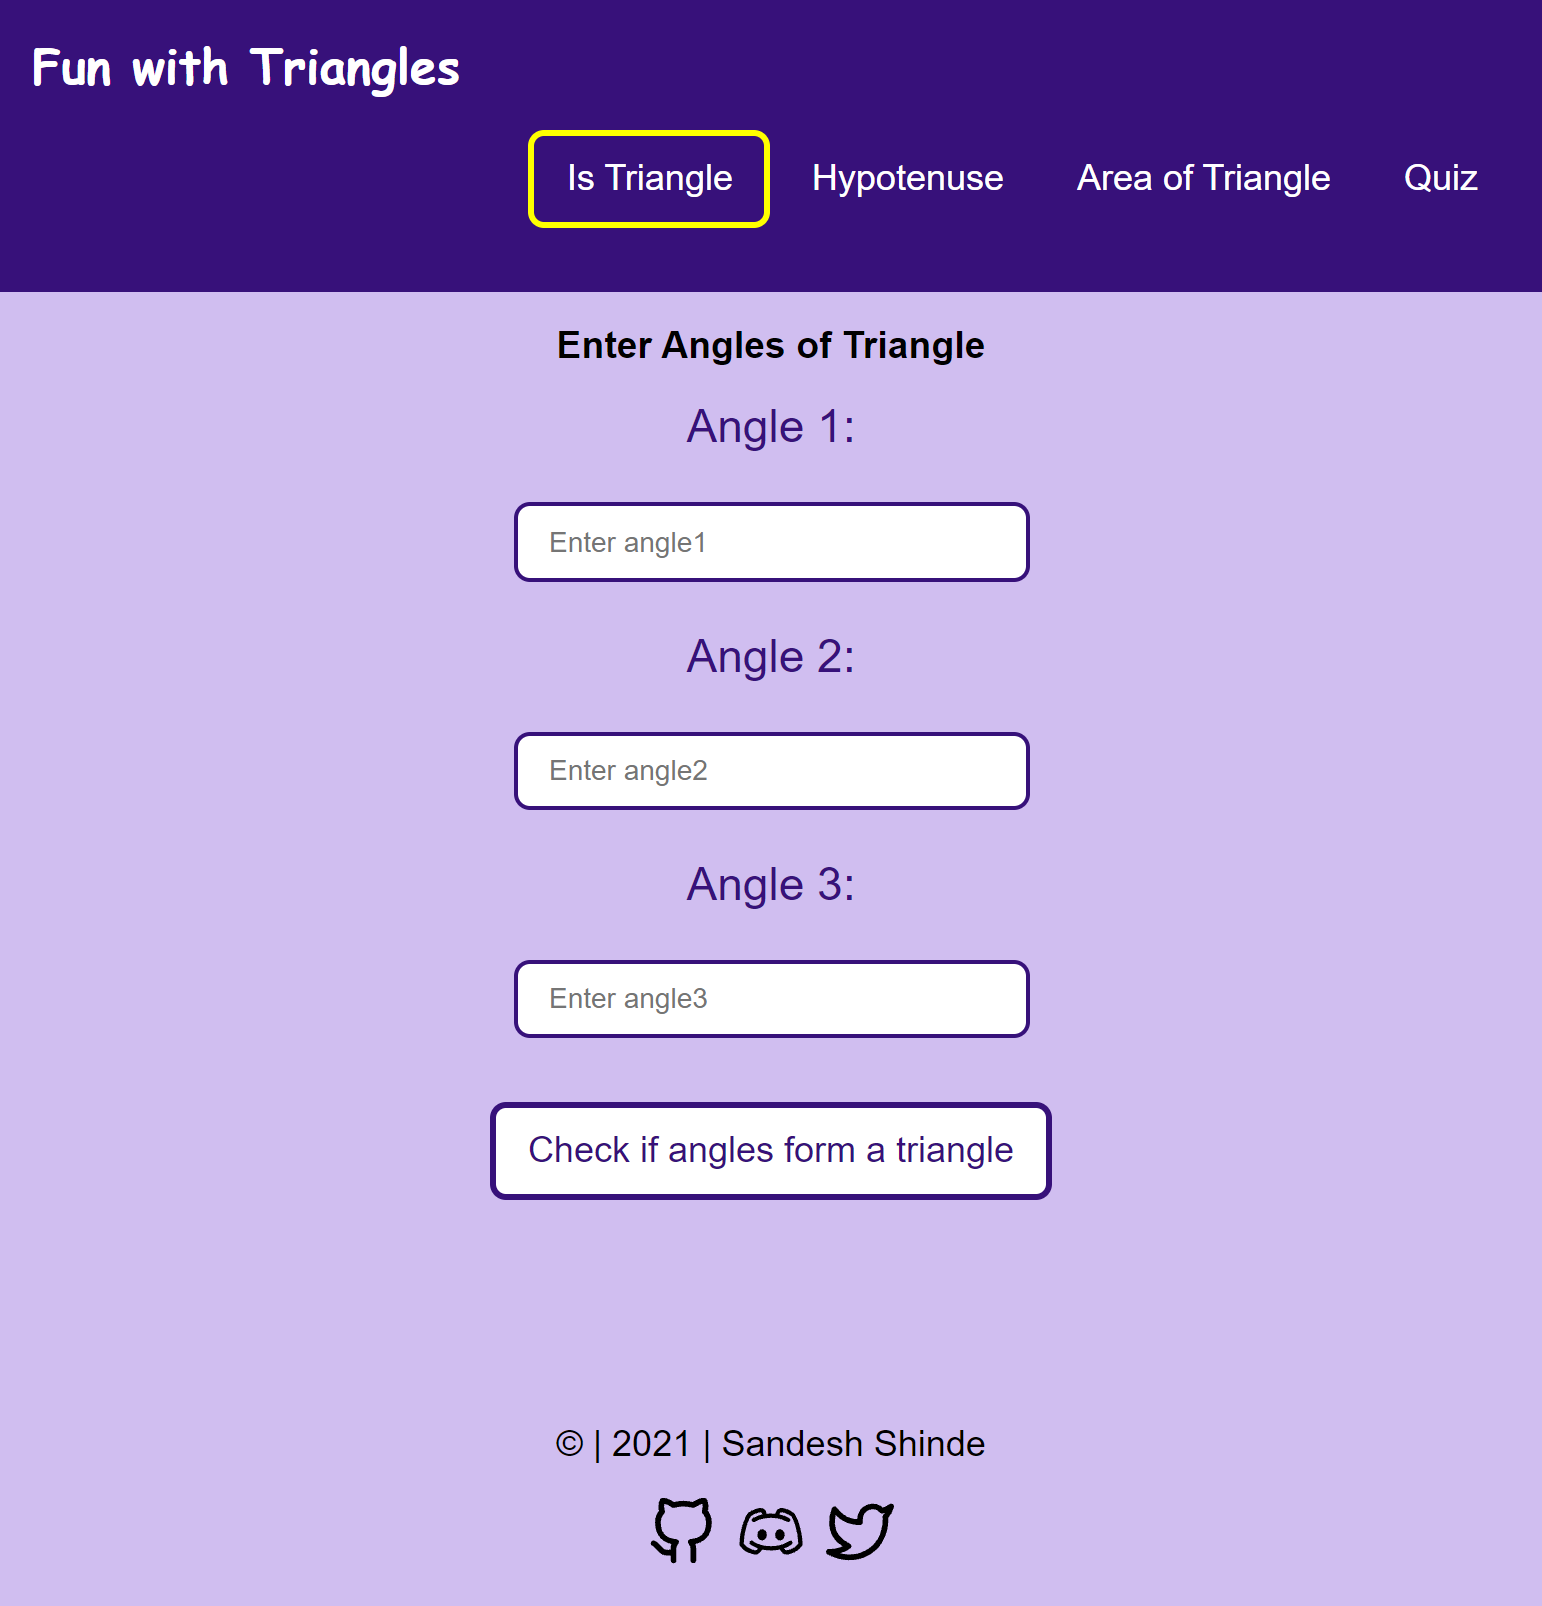 Fun with Triangles
Is Triangle Hypotenuse Area of Triangle Quiz
Enter Angles of Triangle
Angle 1:
Enter angle1
Angle 2:
Enter angle2
Angle 3:
Enter angle3
Check if angles form a triangle
© | 2021 | Sandesh Shinde